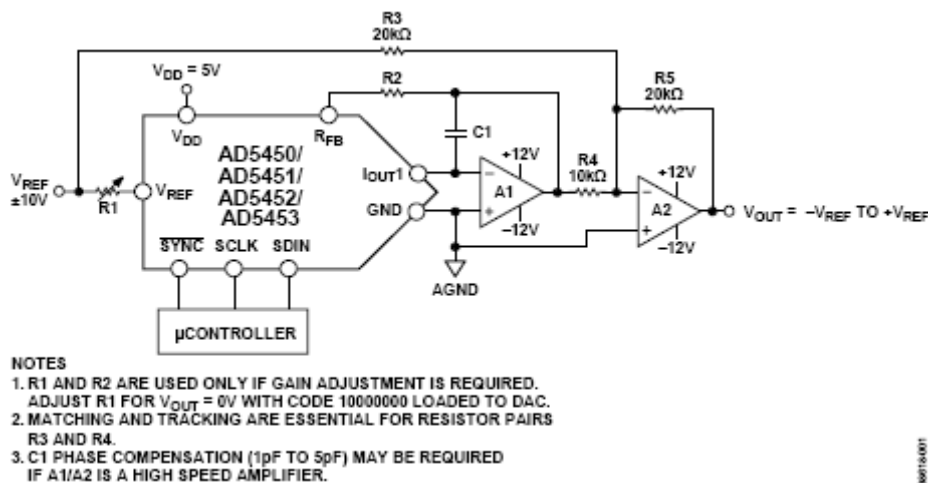 R3
20kΩ
VDD = 5V
R2
R5
20kΩ
VDD
RFB
C1
AD5450/
AD5451/
AD5452/
AD5453
IOUT1
+12V
R4
10kΩ
VREF
±10V
R1
VREF
A1
+12V
GND
–12V
A2
VOUT = –VREF TO +VREF
SYNC SCLK SDIN
–12V
AGND
µCONTROLLER
NOTES
1. R1 AND R2 ARE USED ONLY IF GAIN ADJUSTMENT IS REQUIRED.
ADJUST R1 FOR VOUT = 0V WITH CODE 10000000 LOADED TO DAC.
2. MATCHING AND TRACKING ARE ESSENTIAL FOR RESISTOR PAIRS
R3 AND R4.
3. C1 PHASE COMPENSATION (1pF TO 5pF) MAY BE REQUIRED
IF A1/A2 IS A HIGH SPEED AMPLIFIER.